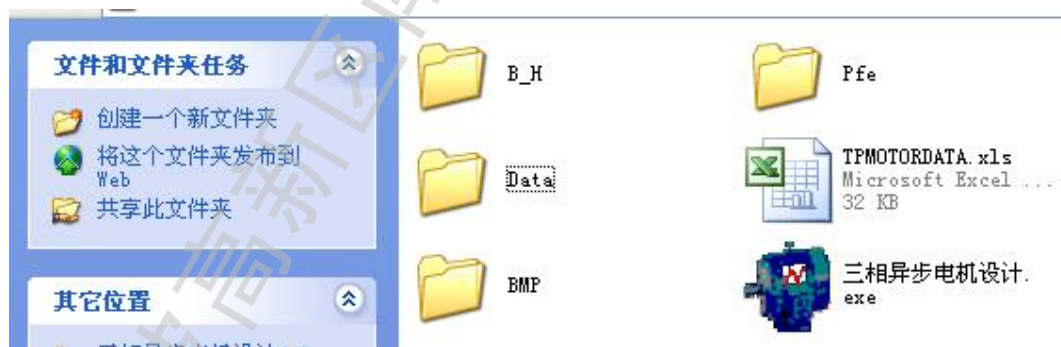 文件和文件夹任务
创建一个新文件夹
将这个文件夹发布到
Web
共享此文件夹
其它位置
B_H
Pfe
Data
TPMOTORDATA.xls
Microsoft Excel ...
32 KB
BMP
三相异步电机设计.
exe